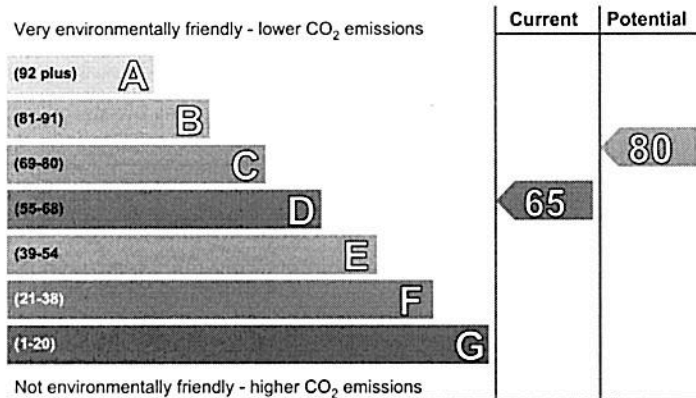 Current Potential
Very environmentally friendly - lower CO2 emissions
(92 plus) A
(81-91) B
(69-80) C
80
(55-68) D
65
(39-54 E
(21-38) F
(1-20) G
Not environmentally friendly - higher CO2 emissions